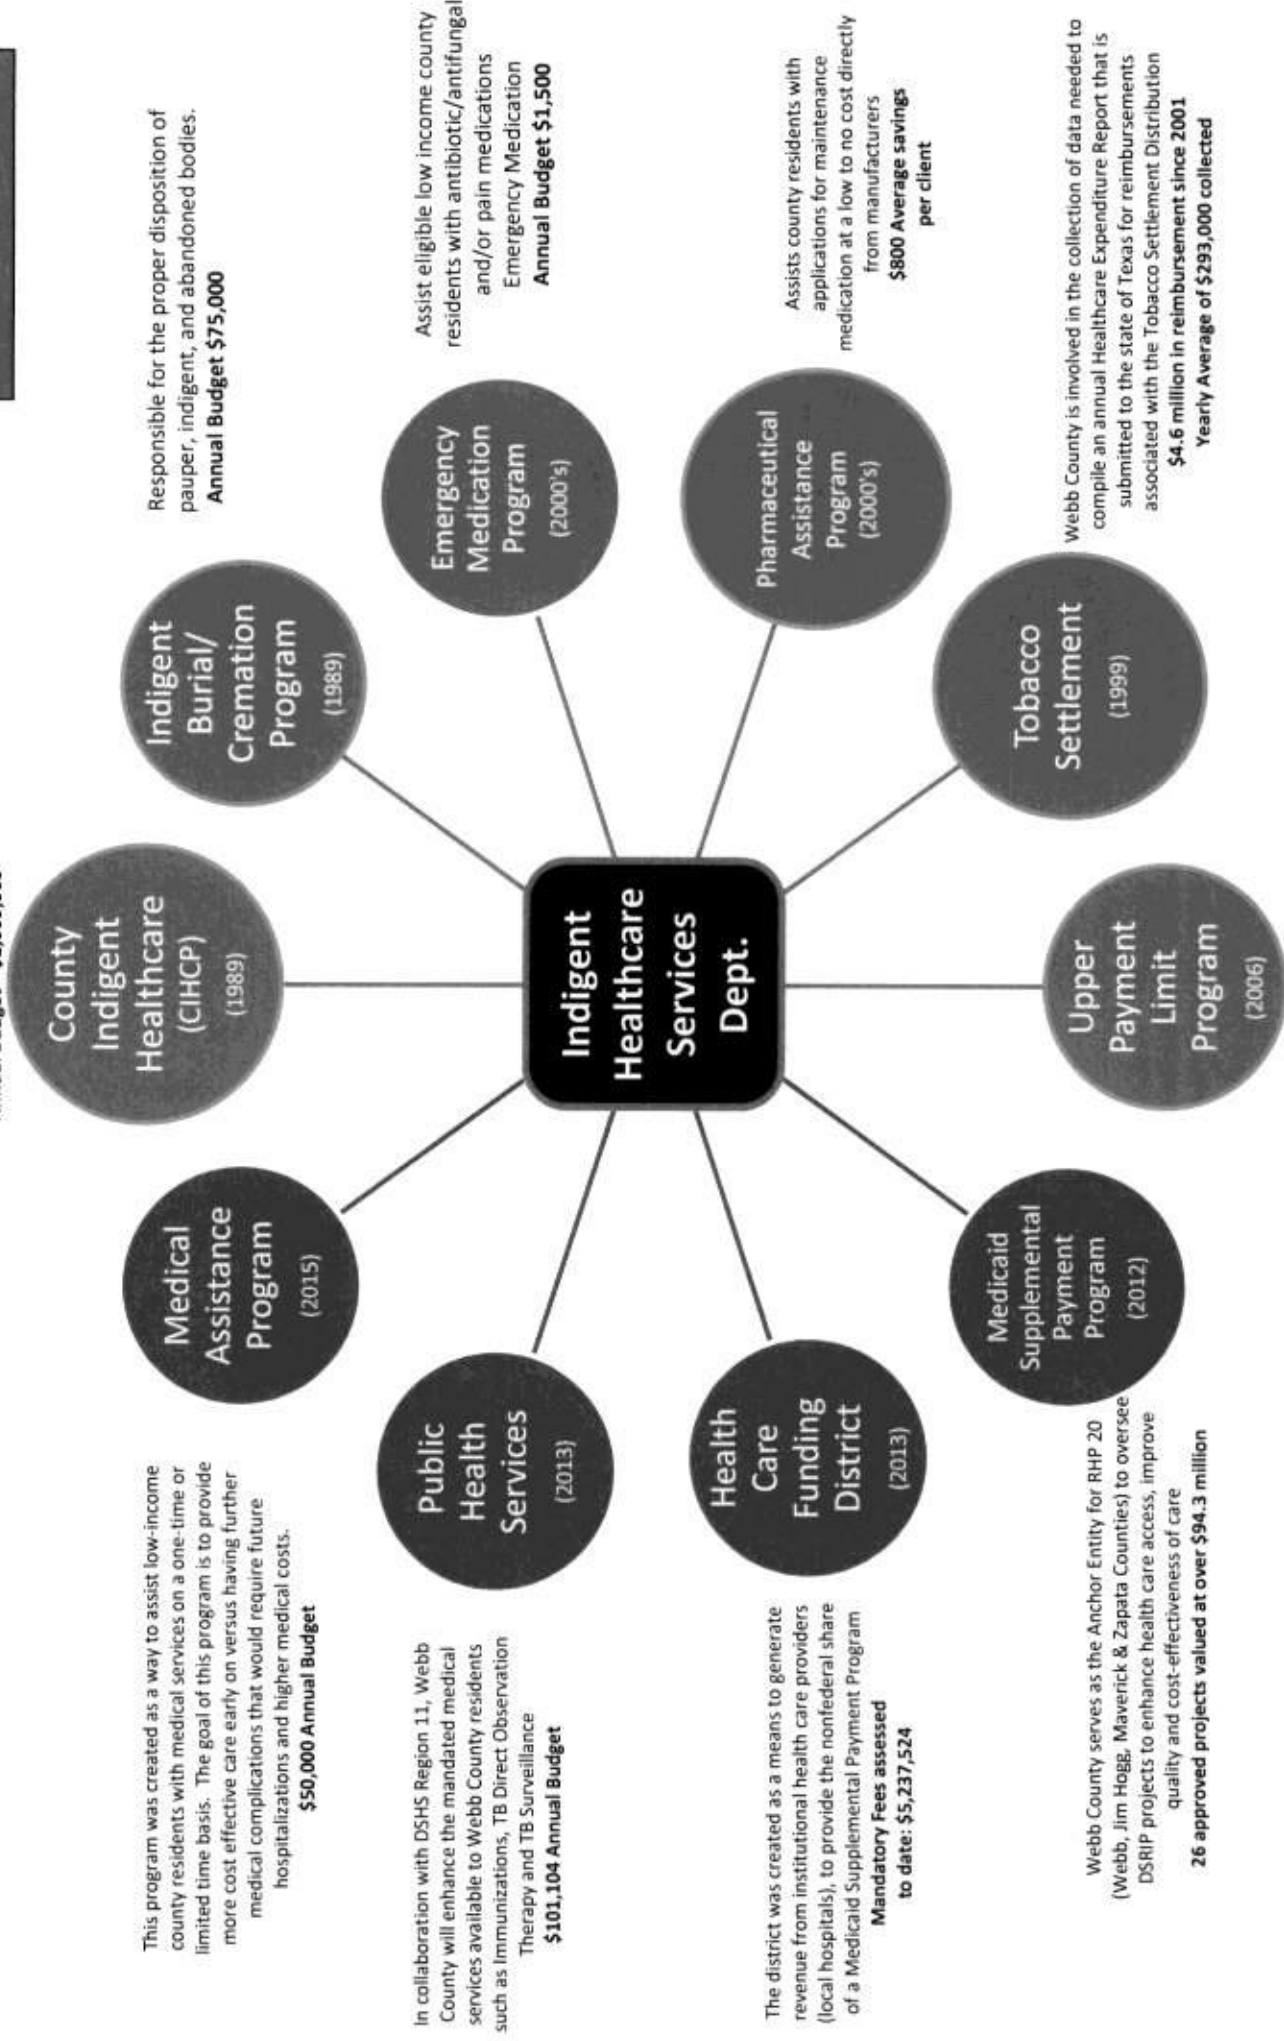 County
Indigent
Healthcare
(CIHCP)
(1989)
Indigent
Burial/
Cremation
Program
(1989)
Responsible for the proper disposition of
pauper, indigent, and abandoned bodies.
Annual Budget $75,000
Emergency
Medication
Program
(2000's)
Assist eligible low income county
residents with antibiotic/antifungal
and/or pain medications
Emergency Medication
Annual Budget $1,500
Pharmaceutical
Assistance
Program
(2000's)
Assists county residents with
applications for maintenance
medication at a low to no cost directly
from manufacturers
$800 Average savings
per client
Tobacco
Settlement
(1999)
Webb County is involved in the collection of data needed to
compile an annual Healthcare Expenditure Report that is
submitted to the state of Texas for reimbursements
associated with the Tobacco Settlement Distribution
$4.6 million in reimbursement since 2001
Yearly Average of $293,000 collected
Upper
Payment
Limit
Program
(2006)
Medicaid
Supplemental
Payment
Program
(2012)
Webb County serves as the Anchor Entity for RHP 20
(Webb, Jim Hogg, Maverick & Zapata Counties) to oversee
DSRIP projects to enhance health care access, improve
quality and cost-effectiveness of care
26 approved projects valued at over $94.3 million
Health
Care
Funding
District
(2013)
The district was created as a means to generate
revenue from institutional health care providers
(local hospitals), to provide the nonfederal share
of a Medicaid Supplemental Payment Program
Mandatory Fees assessed
to date: $5,237,524
Public
Health
Services
(2013)
In collaboration with DSHS Region 11, Webb
County will enhance the mandated medical
services available to Webb County residents
such as Immunizations, TB Direct Observation
Therapy and TB Surveillance
$101,104 Annual Budget
Medical
Assistance
Program
(2015)
This program was created as a way to assist low-income
county residents with medical services on a one-time or
limited time basis. The goal of this program is to provide
more cost effective care early on versus having further
medical complications that would require future
hospitalizations and higher medical costs.
$50,000 Annual Budget
Indigent
Healthcare
Services
Dept.